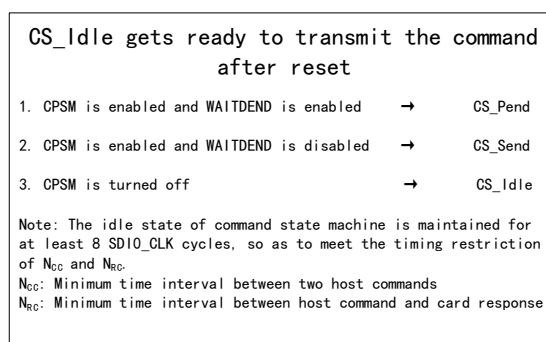 CS_Idle gets ready to transmit the command
after reset
1. CPSM is enabled and WAITDEND is enabled → CS_Pend
2. CPSM is enabled and WAITDEND is disabled → CS_Send
3. CPSM is turned off → CS_Idle
Note: The idle state of command state machine is maintained for
at least 8 SDIO_CLK cycles, so as to meet the timing restriction
of NCC and NRC.
NCC: Minimum time interval between two host commands
NRC: Minimum time interval between host command and card response